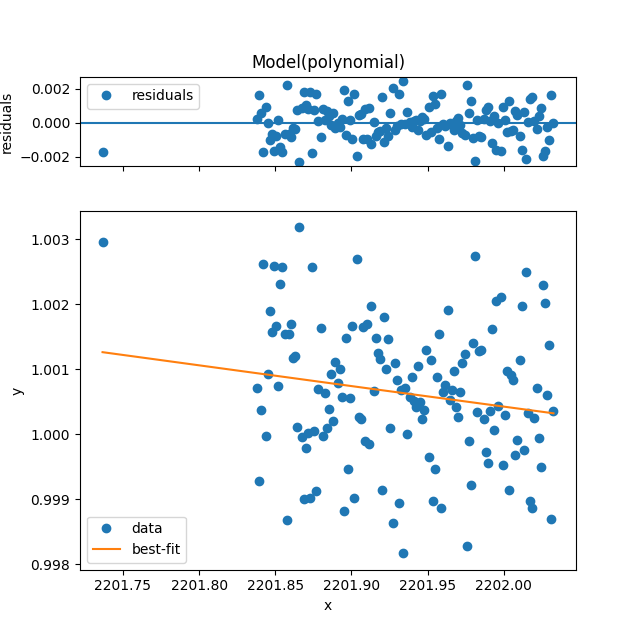 Model(polynomial)
residuals
0.002
0.000
−0.002
residuals
1.003
1.002
1.001
1.000
0.999
0.998
y
data
best-fit
2201.75 2201.80 2201.85 2201.90 2201.95 2202.00
x